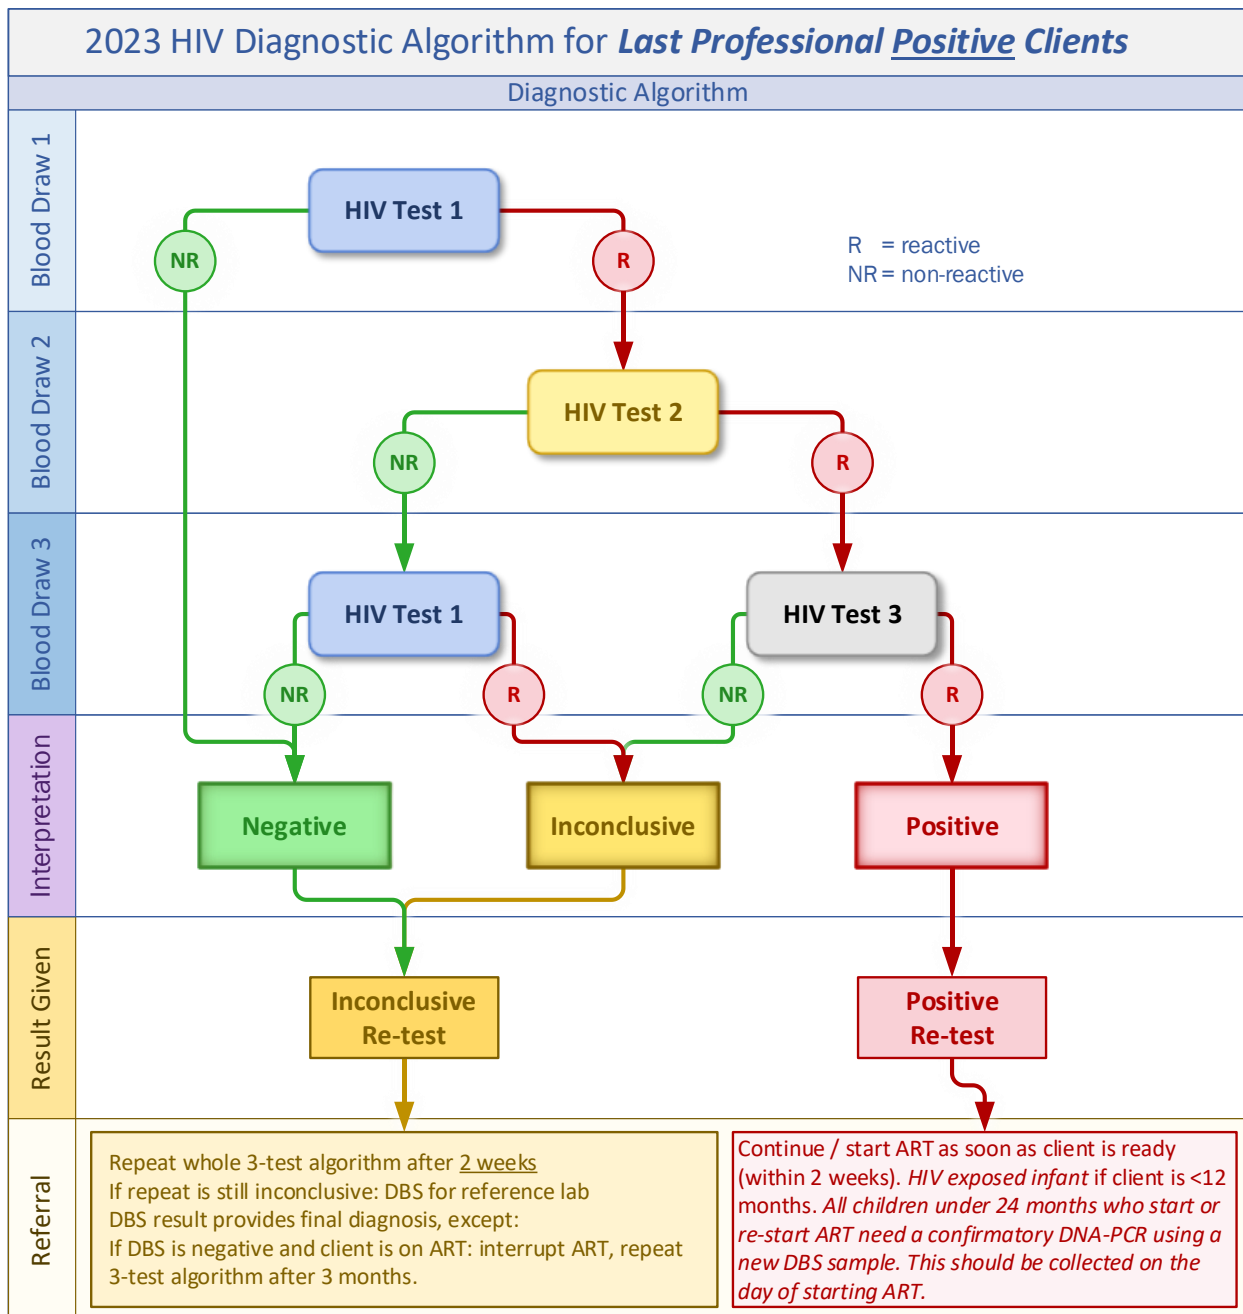 2023 HIV Diagnostic Algorithm for Last Professional Positive Clients
Diagnostic Algorithm
Blood Draw 1
HIV Test 1
NR
R
R = reactive
NR = non-reactive
Blood Draw 2
HIV Test 2
NR
R
Blood Draw 3
HIV Test 1
HIV Test 3
NR
R
NR
R
Interpretation
Negative
Inconclusive
Positive
Result Given
Inconclusive
Re-test
Positive
Re-test
Referral
Repeat whole 3-test algorithm after 2 weeks
If repeat is still inconclusive: DBS for reference lab
DBS result provides final diagnosis, except:
If DBS is negative and client is on ART: interrupt ART, repeat
3-test algorithm after 3 months.
Continue / start ART as soon as client is ready
(within 2 weeks). HIV exposed infant if client is <12
months. All children under 24 months who start or
re-start ART need a confirmatory DNA-PCR using a
new DBS sample. This should be collected on the
day of starting ART.